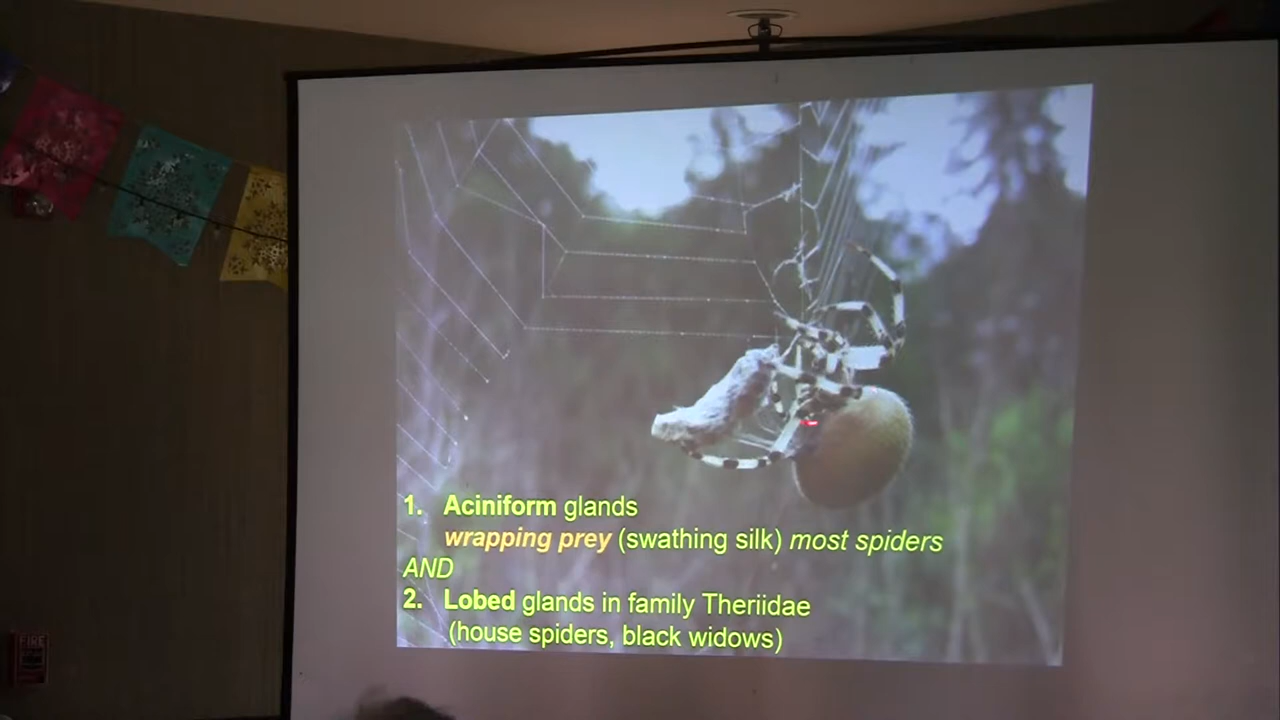 1. Aciniform glands
wrapping prey (swathing silk) most spiders
AND
2. Lobed glands in family Theriidae
(house spiders, black widows)
FIRE